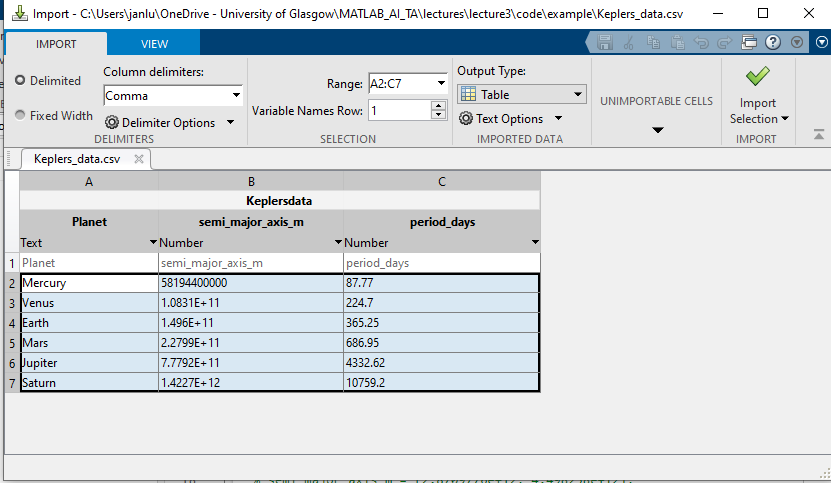 Import - C:\Users\janlu\OneDrive - University of Glasgow\MATLAB_AI_TA\lectures\lecture3\code\example\Keplers_data.csv
IMPORT VIEW
Delimited
Fixed Width
Column delimiters:
Comma
Delimiter Options
DELIMITERS
Range: A2:C7
Variable Names Row: 1
SELECTION
Output Type:
Table
Text Options
IMPORTED DATA
UNIMPORTABLE CELLS
Import
Selection
IMPORT
Keplers_data.csv
A B C
Keplersdata
Planet semi_major_axis_m period_days
Text Number Number
1 Planet semi_major_axis_m period_days
2 Mercury 58194400000 87.77
3 Venus 1.0831E+11 224.7
4 Earth 1.496E+11 365.25
5 Mars 2.2799E+11 686.95
6 Jupiter 7.7792E+11 4332.62
7 Saturn 1.4227E+12 10759.2